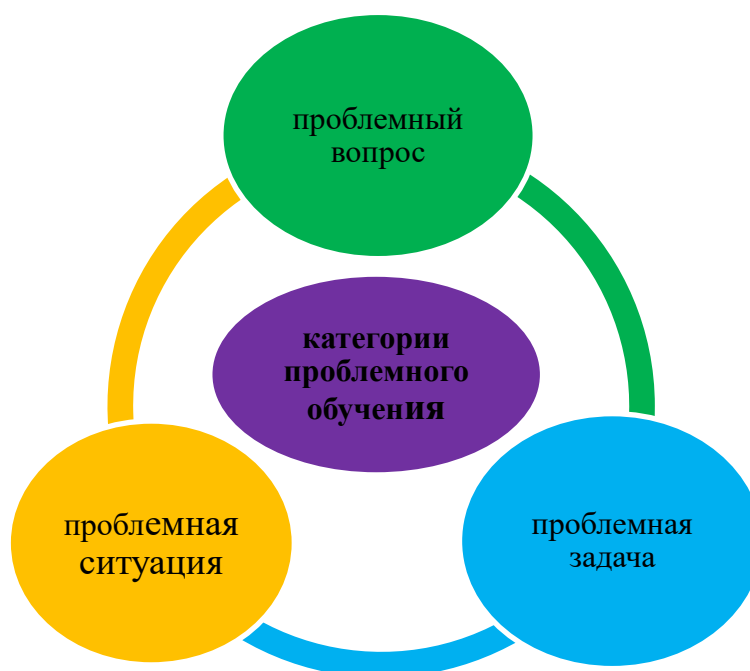 проблемный
вопрос
категории
проблемного
обучения
проблемная
ситуация
проблемная
задача